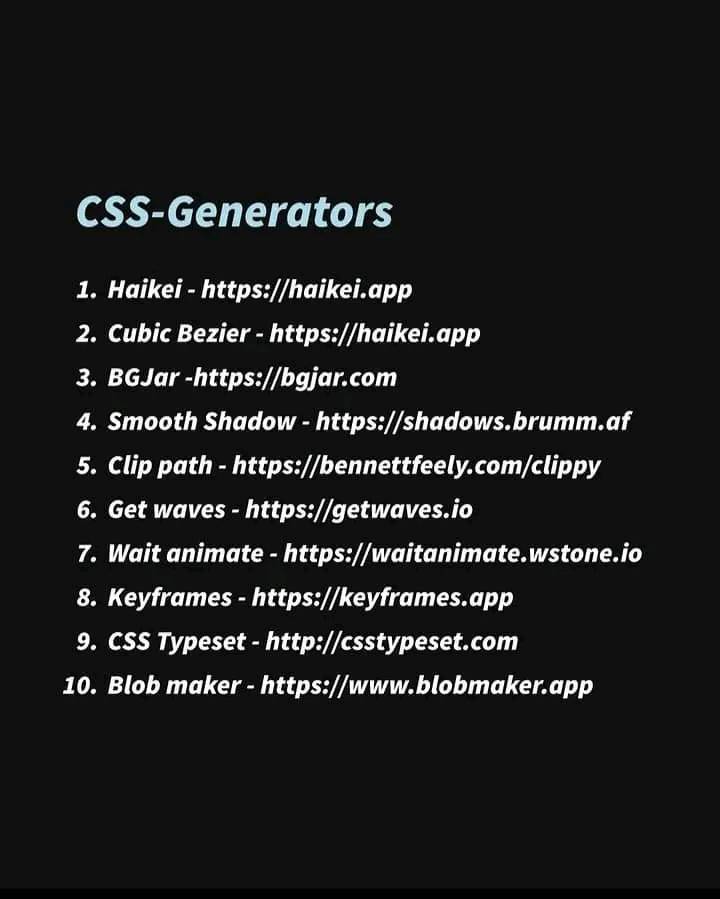 CSS-Generators
1. Haikei - https://haikei.app
2. Cubic Bezier - https://haikei.app
3. BGJar -https://bgjar.com
4. Smooth Shadow - https://shadows.brumm.af
5. Clip path - https://bennettfeely.com/clippy
6. Get waves - https://getwaves.io
7. Wait animate - https://waitanimate.wstone.io
8. Keyframes - https://keyframes.app
9. CSS Typeset - http://csstypeset.com
10. Blob maker - https://www.blobmaker.app